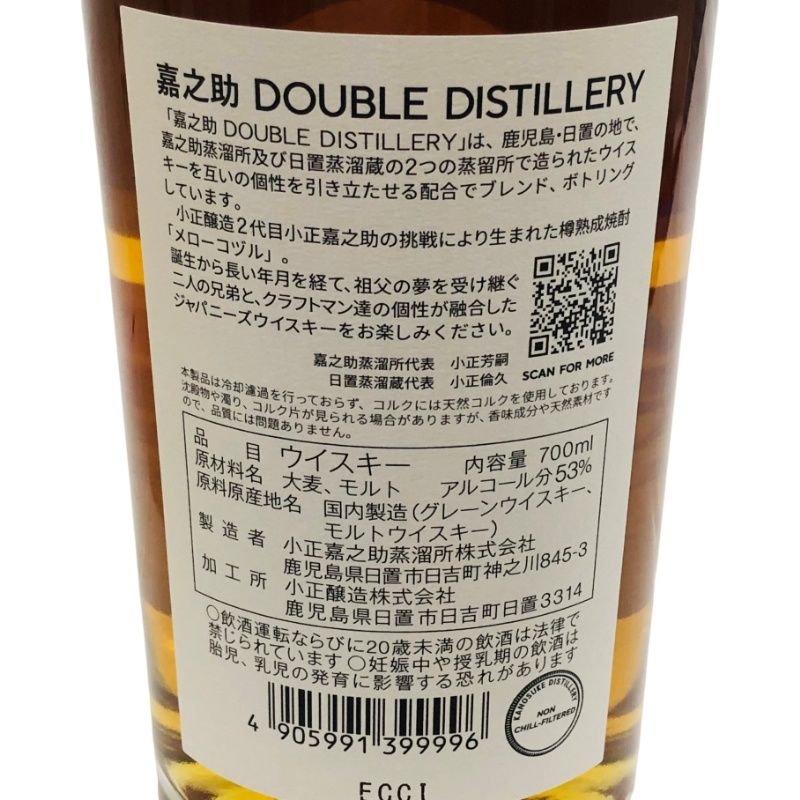 嘉之助 DOUBLE DISTILLERY
「嘉之助 DOUBLE DISTILLERY」は、鹿児島・日置の地で、
嘉之助蒸溜所及び日置蒸溜蔵の2つの蒸留所で造られたウイス
キーを互いの個性を引き立たせる配合でブレンド、ボトリング
しています。
小正醸造2代目小正嘉之助の挑戦により生まれた樽熟成焼酎
「メローコヅル」。
誕生から長い年月を経て、祖父の夢を受け継ぐ
二人の兄弟と、クラフトマン達の個性が融合した
ジャパニーズウイスキーをお楽しみください。
嘉之助蒸溜所代表 小正芳嗣
日置蒸溜蔵代表 小正倫久
SCAN FOR MORE
本製品は冷却濾過を行っておらず、コルクには天然コルクを使用しております。
沈殿物や濁り、コルク片が見られる場合がありますが、香味成分や天然素材です
ので、品質には問題ありません。
品目 ウイスキー 内容量 700ml
原材料名 大麦、モルト アルコール分53%
原料原産地名 国内製造(グレーンウイスキー、
モルトウイスキー)
製造者 小正嘉之助蒸溜所株式会社
鹿児島県日置市日吉町神之川845-3
加工所 小正醸造株式会社
鹿児島県日置市日吉町日置3314
○飲酒運転ならびに20歳未満の飲酒は法律で
禁じられています ○妊娠中や授乳期の飲酒は
胎児、乳児の発育に影響する恐れがあります
4 905991 399996
KANOSUKE DISTILLERY
NON
CHILL-FILTERED
ECCI